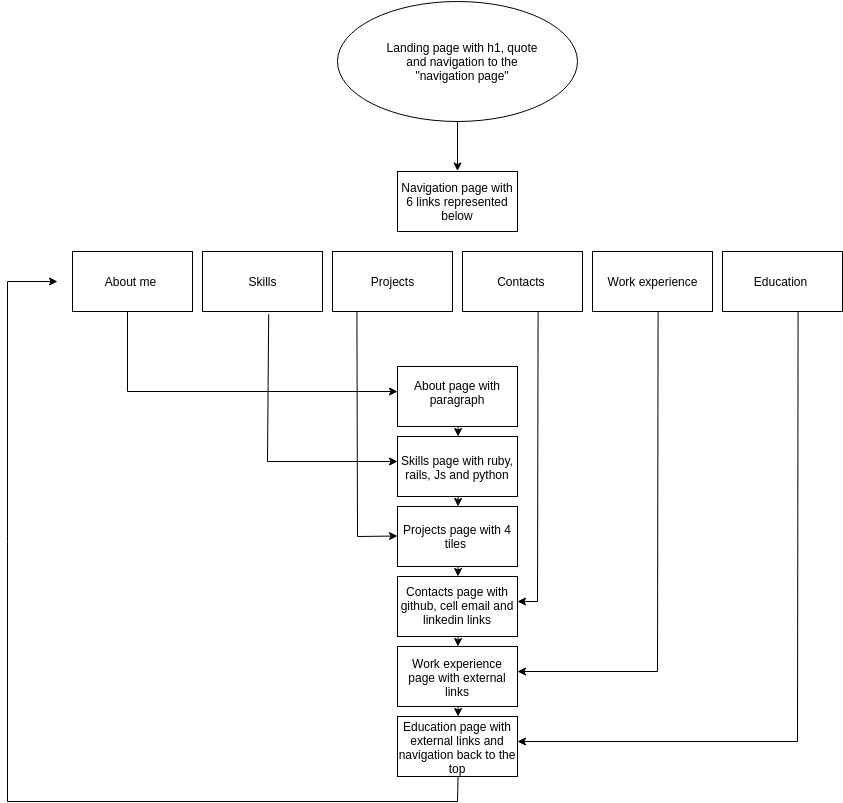 Landing page with h1, quote
and navigation to the
"navigation page"
Navigation page with
6 links represented
below
About me
Skills
Projects
Contacts
Work experience
Education
About page with
paragraph
Skills page with ruby,
rails, Js and python
Projects page with 4
tiles
Contacts page with
github, cell email and
linkedin links
Work experience
page with external
links
Education page with
external links and
navigation back to the
top